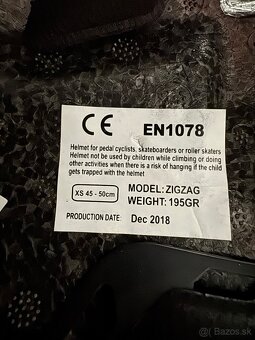 CE EN1078
Helmet for pedal cyclists, skateboarders or roller skaters
Helmet not be used by children while climbing or doing
other activities when there is a risk of hanging if the child
gets trapped with the helmet
XS 45 - 50cm
MODEL: ZIGZAG
WEIGHT: 195GR
PRODUCTION DATE: Dec 2018
© Bazos.sk